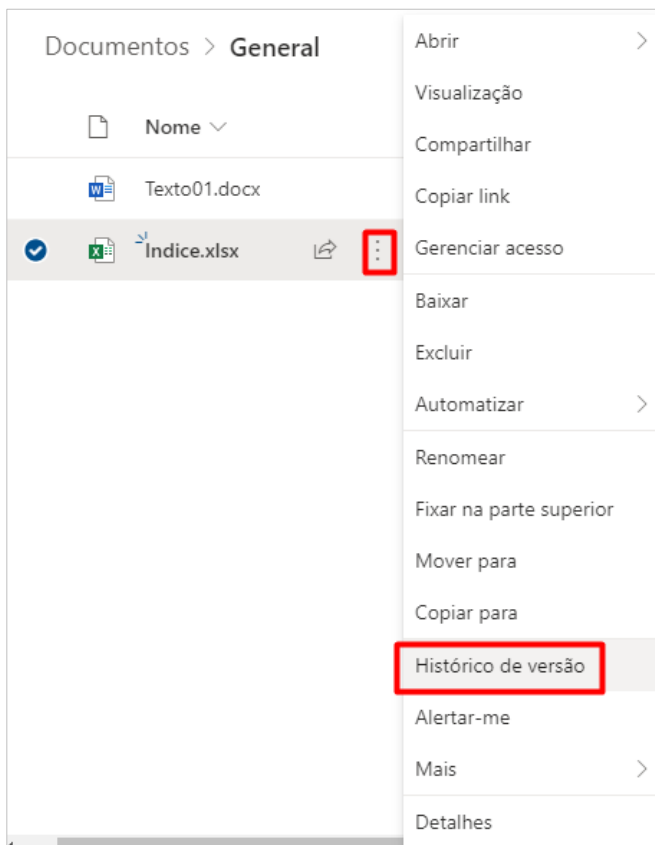 Documentos > General
Nome
Texto01.docx
Indice.xlsx
Abrir
Visualização
Compartilhar
Copiar link
Gerenciar acesso
Baixar
Excluir
Automatizar
Renomear
Fixar na parte superior
Mover para
Copiar para
Histórico de versão
Alertar-me
Mais
Detalhes